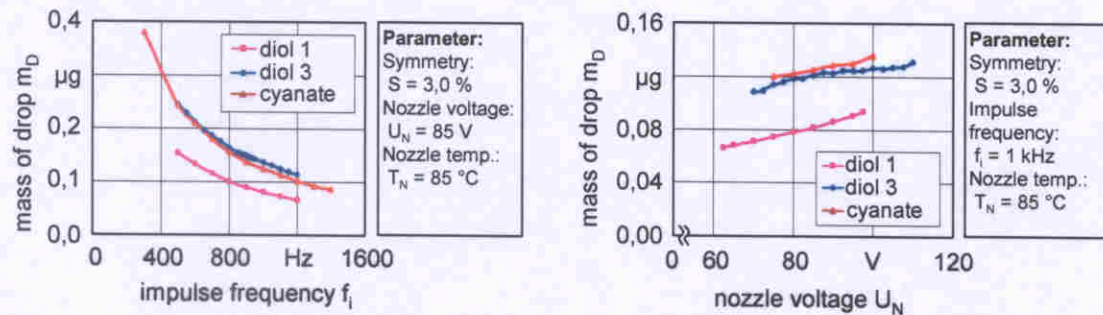 0,4
µg
0,2
0,1
0,0
mass of drop m_D
0 400 800 Hz 1600
impulse frequency f_i
diol 1
diol 3
cyanate
Parameter:
Symmetry:
S = 3,0 %
Nozzle voltage:
U_N = 85 V
Nozzle temp.:
T_N = 85 °C
0,16
µg
0,08
0,04
0,00
mass of drop m_D
0 60 80 V 120
nozzle voltage U_N
diol 1
diol 3
cyanate
Parameter:
Symmetry:
S = 3,0 %
Impulse
frequency:
f_i = 1 kHz
Nozzle temp.:
T_N = 85 °C